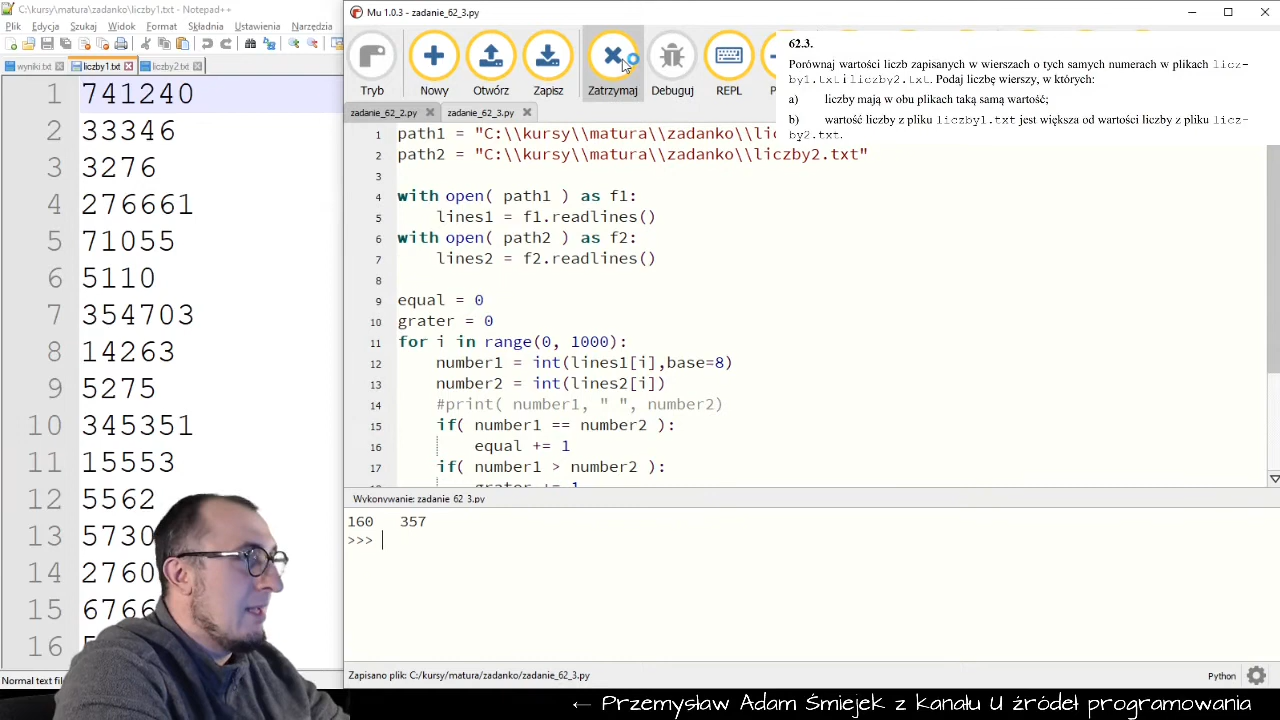 C:\kursy\matura\liczby1.txt - Notepad++
Plik Edycja Szukaj Widok Format Składnia Ustawienia Narzędzia
wyniki.txt liczby1.txt liczby2.txt
1 741240
2 33346
3 3276
4 276661
5 71055
6 5110
7 354703
8 14263
9 5275
10 345351
11 15553
12 5562
13 5730
14 2760
15 6766
16
Normal text file
Mu 1.0.3 - zadanie_62_3.py
Tryb Nowy Otwórz Zapisz Zatrzymaj Debuguj REPL
62.3.
Porównaj wartości liczb zapisanych w wierszach o tych samych numerach w plikach licz-
by1.txt i liczby2.txt. Podaj liczbę wierszy, w których:
a) liczby mają w obu plikach taką samą wartość;
b) wartość liczby z pliku liczby1.txt jest większa od wartości liczby z pliku licz-
by2.txt.
zadanie_62_2.py zadanie_62_3.py
1 path1 = "C:\\kursy\\matura\\zadanko\\lic
2 path2 = "C:\\kursy\\matura\\zadanko\\liczby2.txt"
3
4 with open( path1 ) as f1:
5 lines1 = f1.readlines()
6 with open( path2 ) as f2:
7 lines2 = f2.readlines()
8
9 equal = 0
10 grater = 0
11 for i in range(0, 1000):
12 number1 = int(lines1[i],base=8)
13 number2 = int(lines2[i])
14 #print( number1, " ", number2)
15 if( number1 == number2 ):
16 equal += 1
17 if( number1 > number2 ):
grater += 1
Wykonywanie: zadanie_62_3.py
160 357
>>>
Zapisano plik: C:/kursy/matura/zadanko/zadanie_62_3.py
Python
← Przemysław Adam Śmiejek z kanału U źródeł programowania